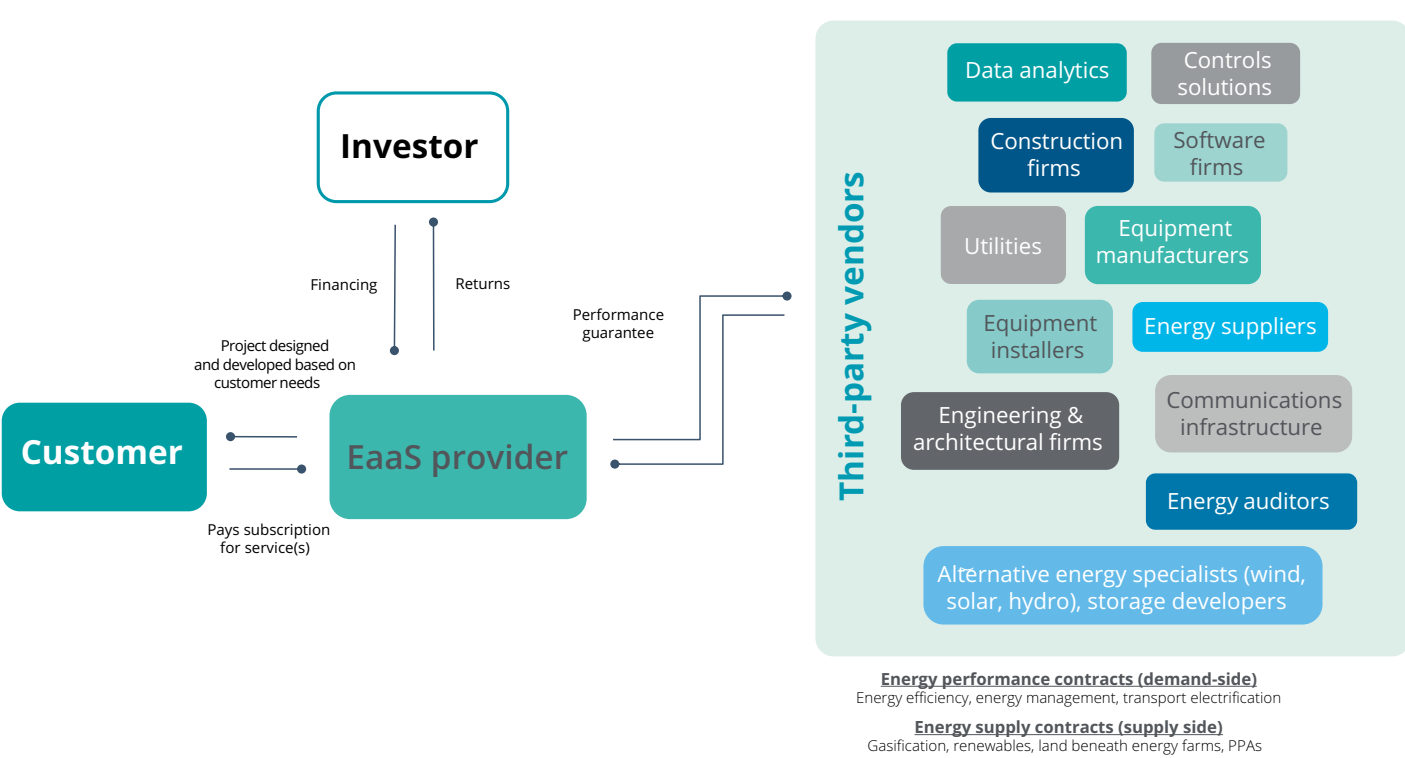 Investor
Financing
Returns
Project designed
and developed based on
customer needs
Customer
EaaS provider
Pays subscription
for service(s)
Performance
guarantee
Third-party vendors
Data analytics
Controls
solutions
Construction
firms
Software
firms
Utilities
Equipment
manufacturers
Equipment
installers
Energy suppliers
Engineering &
architectural firms
Communications
infrastructure
Energy auditors
Alternative energy specialists (wind,
solar, hydro), storage developers
Energy performance contracts (demand-side)
Energy efficiency, energy management, transport electrification
Energy supply contracts (supply side)
Gasification, renewables, land beneath energy farms, PPAs